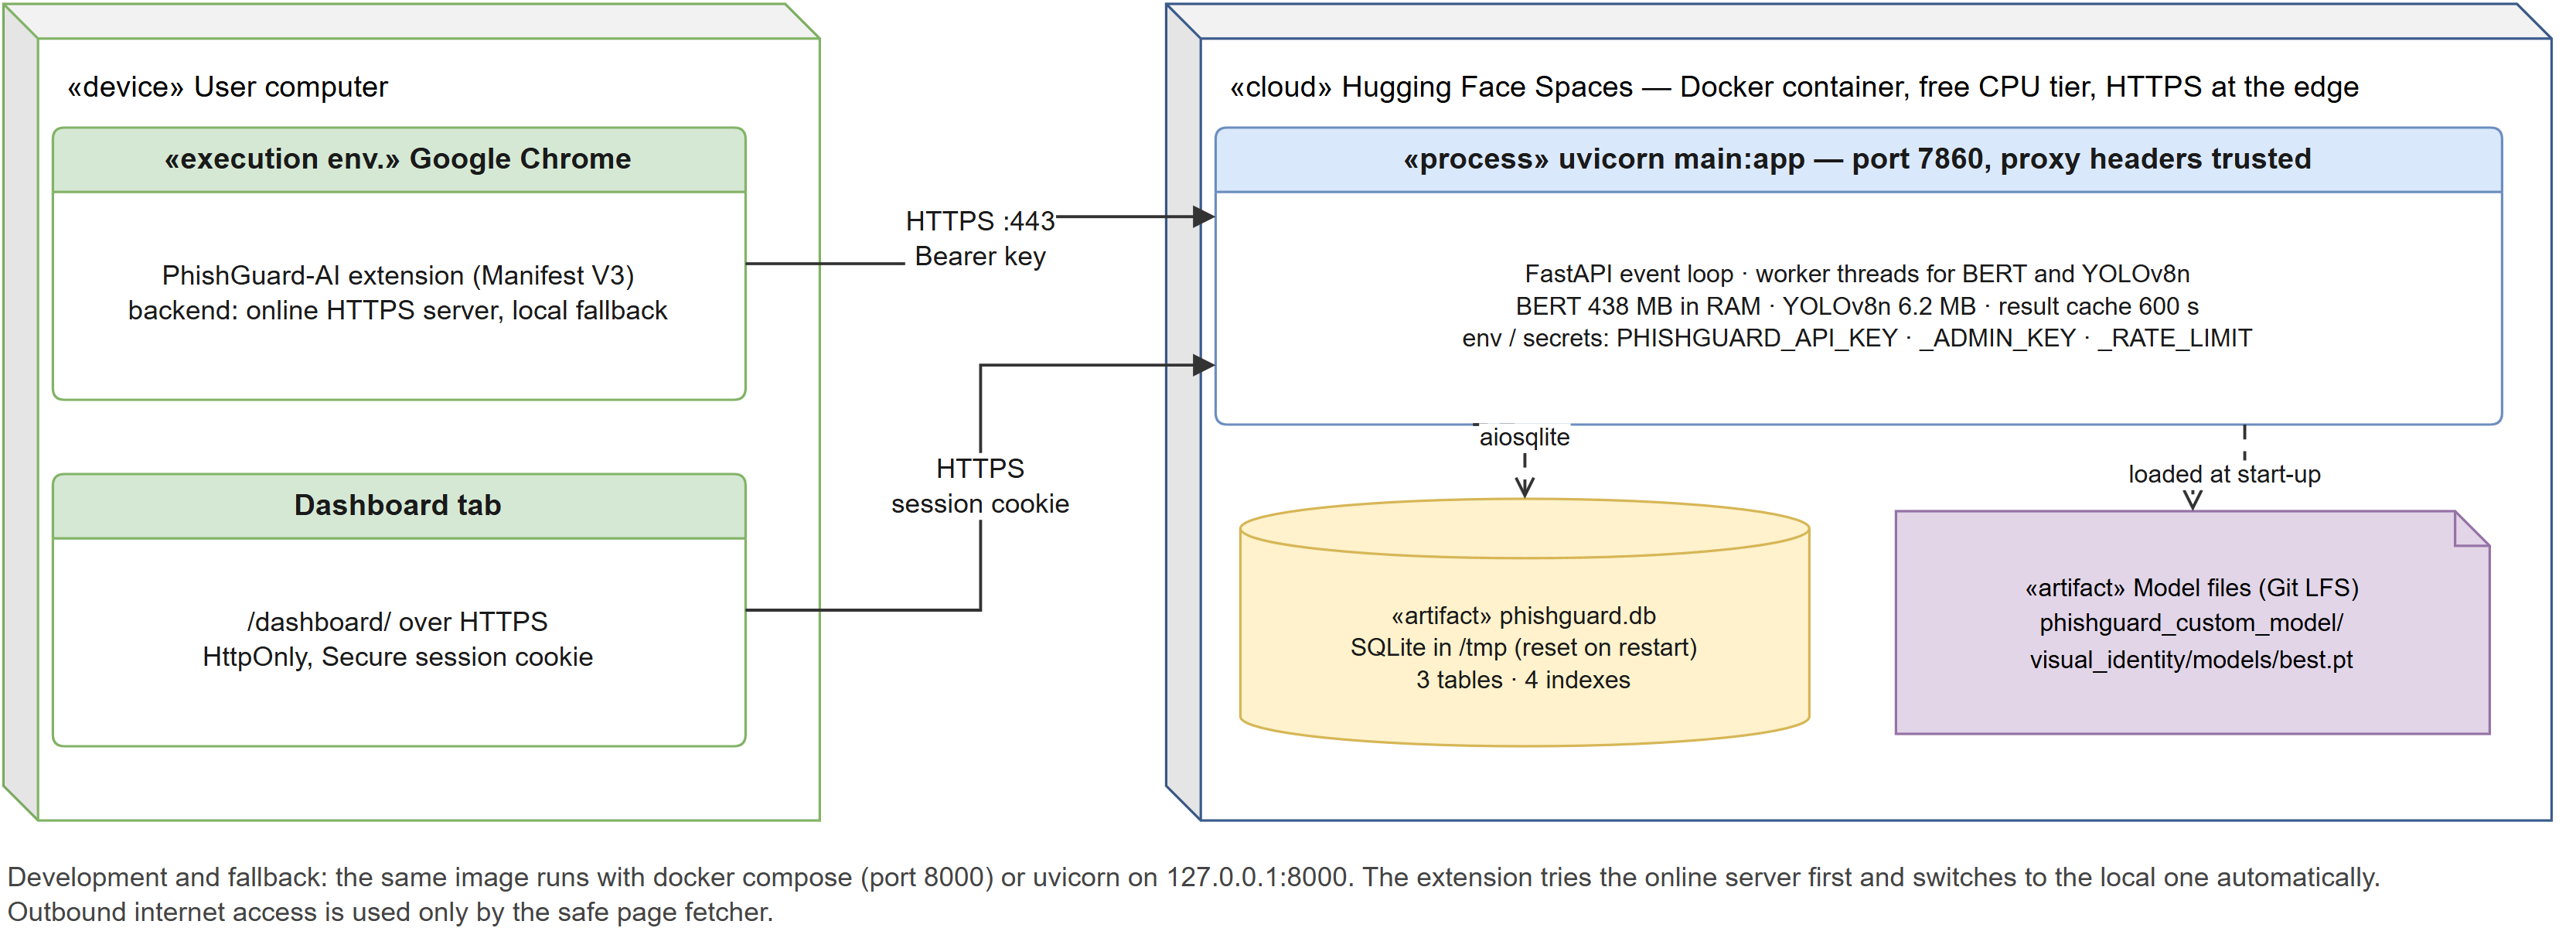 «device» User computer
«execution env.» Google Chrome
PhishGuard-AI extension (Manifest V3)
backend: online HTTPS server, local fallback
Dashboard tab
/dashboard/ over HTTPS
HttpOnly, Secure session cookie
HTTPS :443
Bearer key
HTTPS
session cookie
«cloud» Hugging Face Spaces — Docker container, free CPU tier, HTTPS at the edge
«process» uvicorn main:app — port 7860, proxy headers trusted
FastAPI event loop · worker threads for BERT and YOLOv8n
BERT 438 MB in RAM · YOLOv8n 6.2 MB · result cache 600 s
env / secrets: PHISHGUARD_API_KEY · _ADMIN_KEY · _RATE_LIMIT
aiosqlite
loaded at start-up
«artifact» phishguard.db
SQLite in /tmp (reset on restart)
3 tables · 4 indexes
«artifact» Model files (Git LFS)
phishguard_custom_model/
visual_identity/models/best.pt
Development and fallback: the same image runs with docker compose (port 8000) or uvicorn on 127.0.0.1:8000. The extension tries the online server first and switches to the local one automatically.
Outbound internet access is used only by the safe page fetcher.